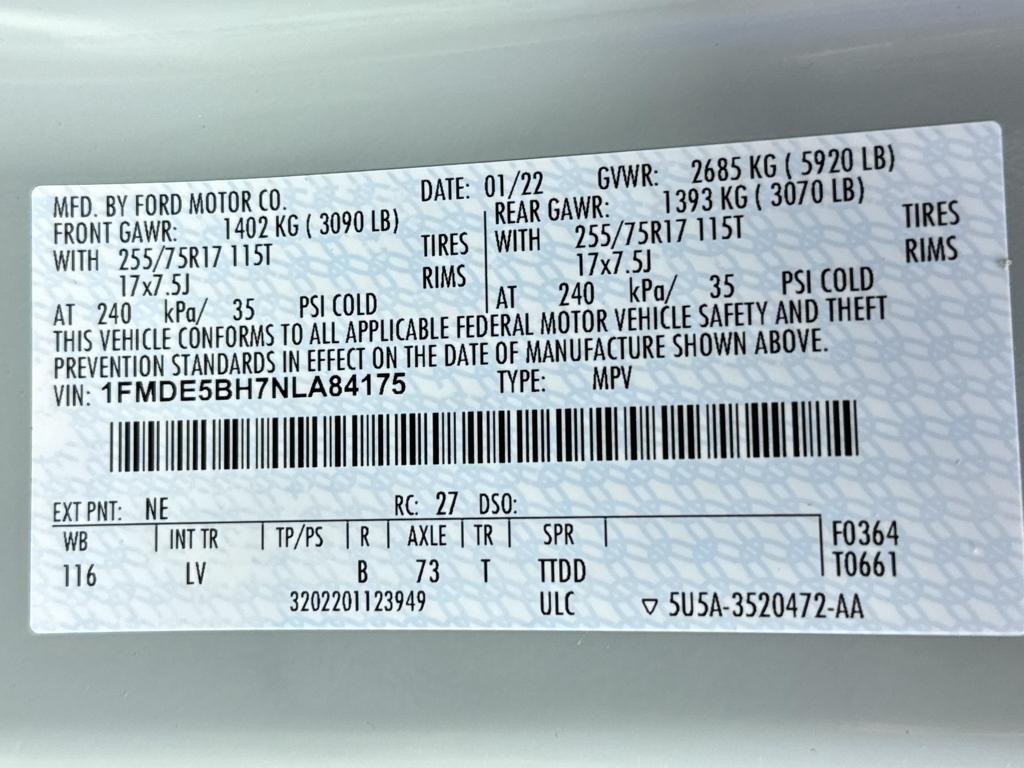 MFD. BY FORD MOTOR CO. DATE: 01/22 GVWR: 2685 KG ( 5920 LB)
FRONT GAWR: 1402 KG ( 3090 LB) REAR GAWR: 1393 KG ( 3070 LB)
WITH 255/75R17 115T TIRES WITH 255/75R17 115T TIRES
17x7.5J RIMS 17x7.5J RIMS
AT 240 kPa/ 35 PSI COLD AT 240 kPa/ 35 PSI COLD
THIS VEHICLE CONFORMS TO ALL APPLICABLE FEDERAL MOTOR VEHICLE SAFETY AND THEFT
PREVENTION STANDARDS IN EFFECT ON THE DATE OF MANUFACTURE SHOWN ABOVE.
VIN: 1FMDE5BH7NLA84175 TYPE: MPV
EXT PNT: NE RC: 27 DSO:
WB INT TR TP/PS R AXLE TR SPR F0364
116 LV B 73 T TTDD T0661
3202201123949 ULC ▽ 5U5A-3520472-AA